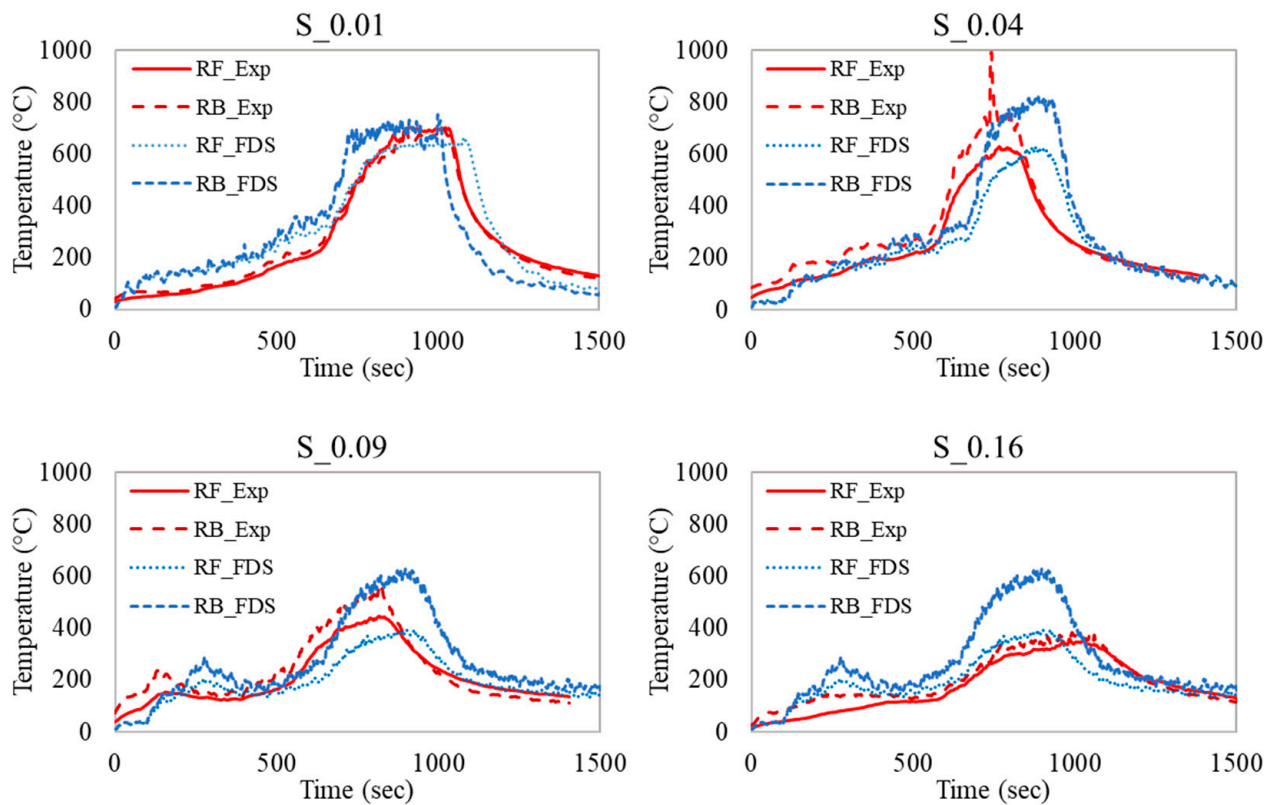 S_0.01
1000
800
600
400
200
0
Temperature (°C)
RF_Exp
RB_Exp
RF_FDS
RB_FDS
0 500 1000 1500
Time (sec)
S_0.04
1000
800
600
400
200
0
Temperature (°C)
RF_Exp
RB_Exp
RF_FDS
RB_FDS
0 500 1000 1500
Time (sec)
S_0.09
1000
800
600
400
200
0
Temperature (°C)
RF_Exp
RB_Exp
RF_FDS
RB_FDS
0 500 1000 1500
Time (sec)
S_0.16
1000
800
600
400
200
0
Temperature (°C)
RF_Exp
RB_Exp
RF_FDS
RB_FDS
0 500 1000 1500
Time (sec)